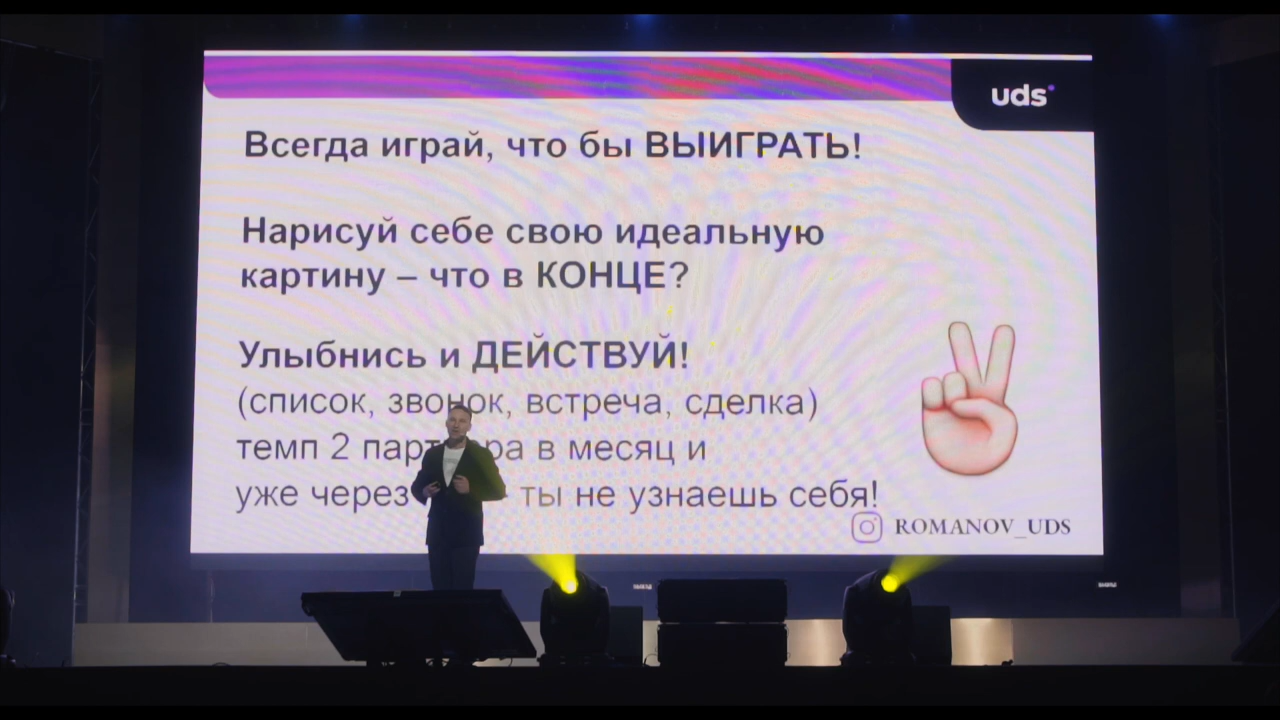 uds
Всегда играй, что бы ВЫИГРАТЬ!
Нарисуй себе свою идеальную
картину – что в КОНЦЕ?
Улыбнись и ДЕЙСТВУЙ!
(список, звонок, встреча, сделка)
темп 2 в месяц и
уже через ты не узнаешь себя!
ROMANOV_UDS